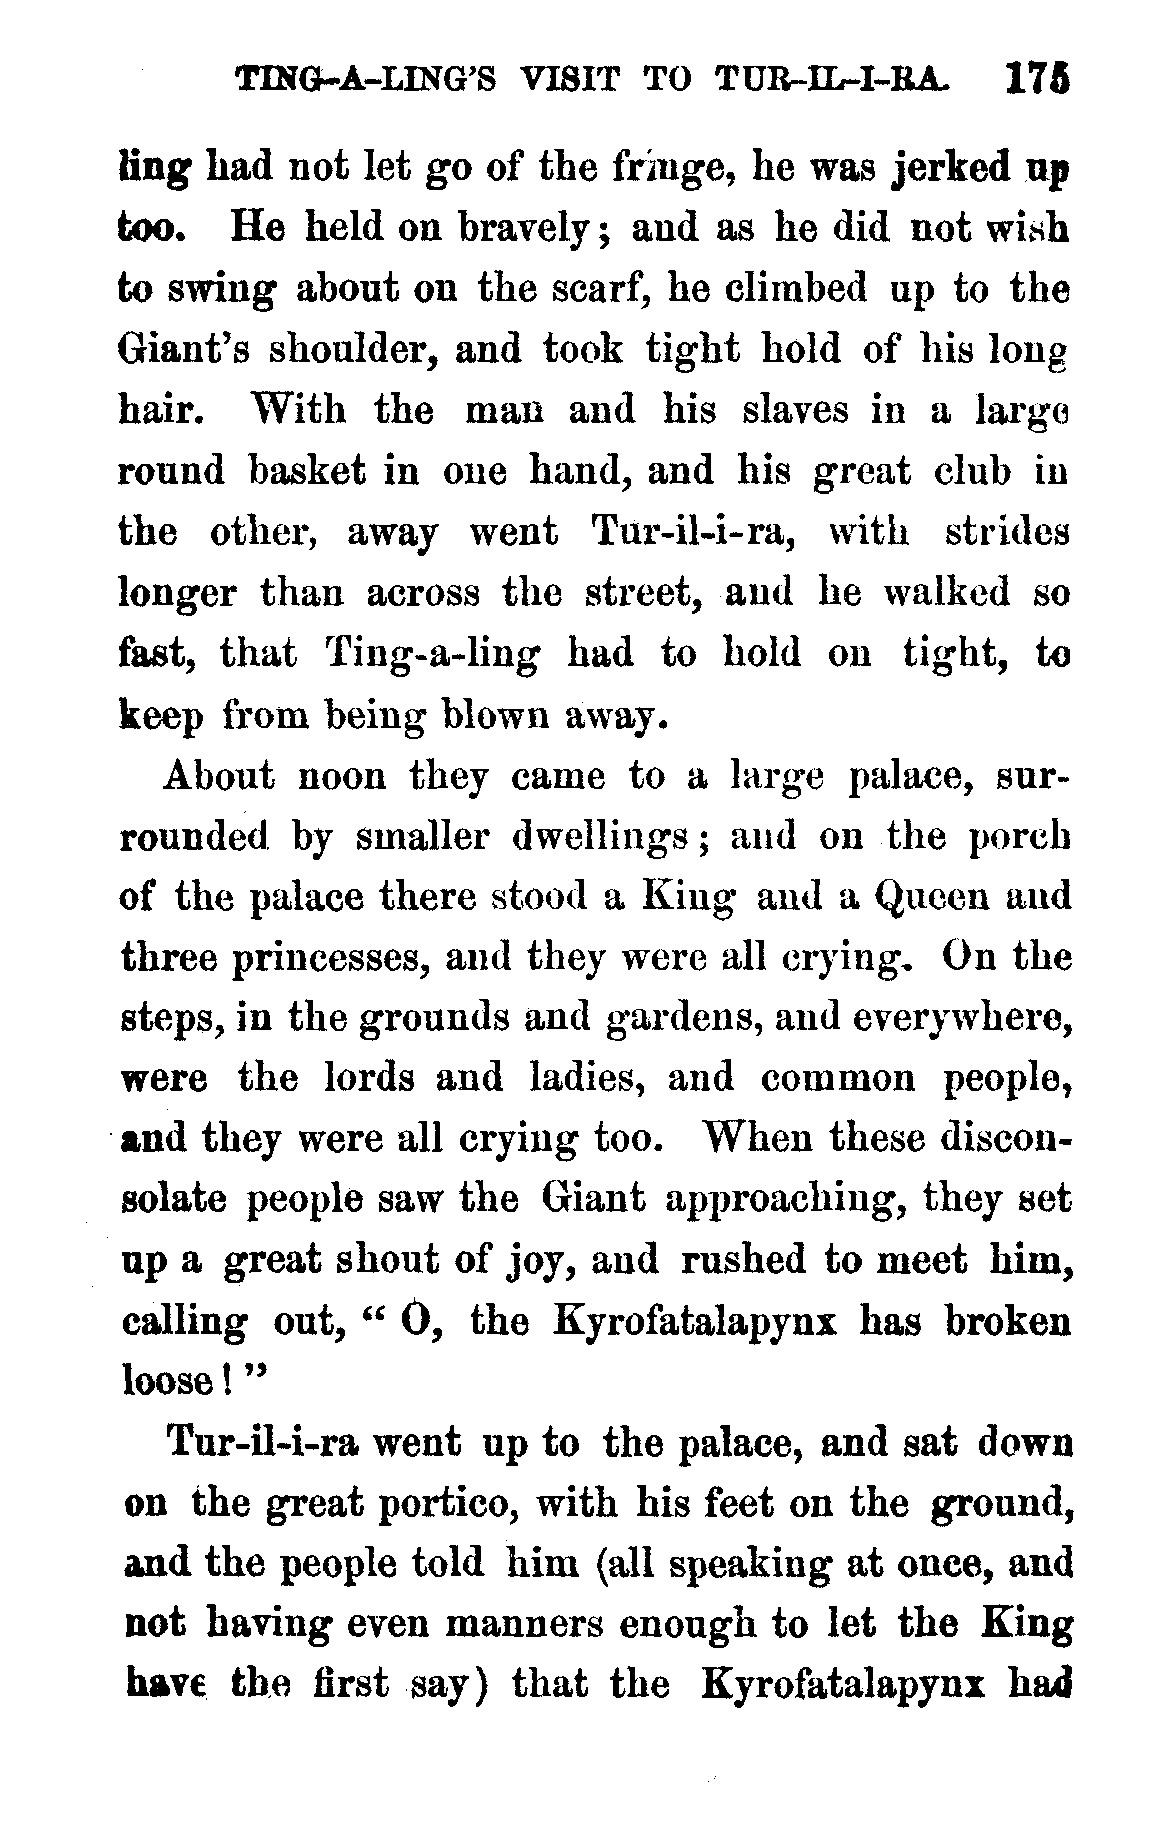 TING-A-LING'S VISIT TO TUR-IL-I-RA. 175
ling had not let go of the fringe, he was jerked up
too. He held on bravely; and as he did not wish
to swing about on the scarf, he climbed up to the
Giant's shoulder, and took tight hold of his long
hair. With the man and his slaves in a large
round basket in one hand, and his great club in
the other, away went Tur-il-i-ra, with strides
longer than across the street, and he walked so
fast, that Ting-a-ling had to hold on tight, to
keep from being blown away.
About noon they came to a large palace, sur-
rounded by smaller dwellings; and on the porch
of the palace there stood a King and a Queen and
three princesses, and they were all crying. On the
steps, in the grounds and gardens, and everywhere,
were the lords and ladies, and common people,
and they were all crying too. When these discon-
solate people saw the Giant approaching, they set
up a great shout of joy, and rushed to meet him,
calling out, "O, the Kyrofatalapynx has broken
loose!"
Tur-il-i-ra went up to the palace, and sat down
on the great portico, with his feet on the ground,
and the people told him (all speaking at once, and
not having even manners enough to let the King
have the first say) that the Kyrofatalapynx had